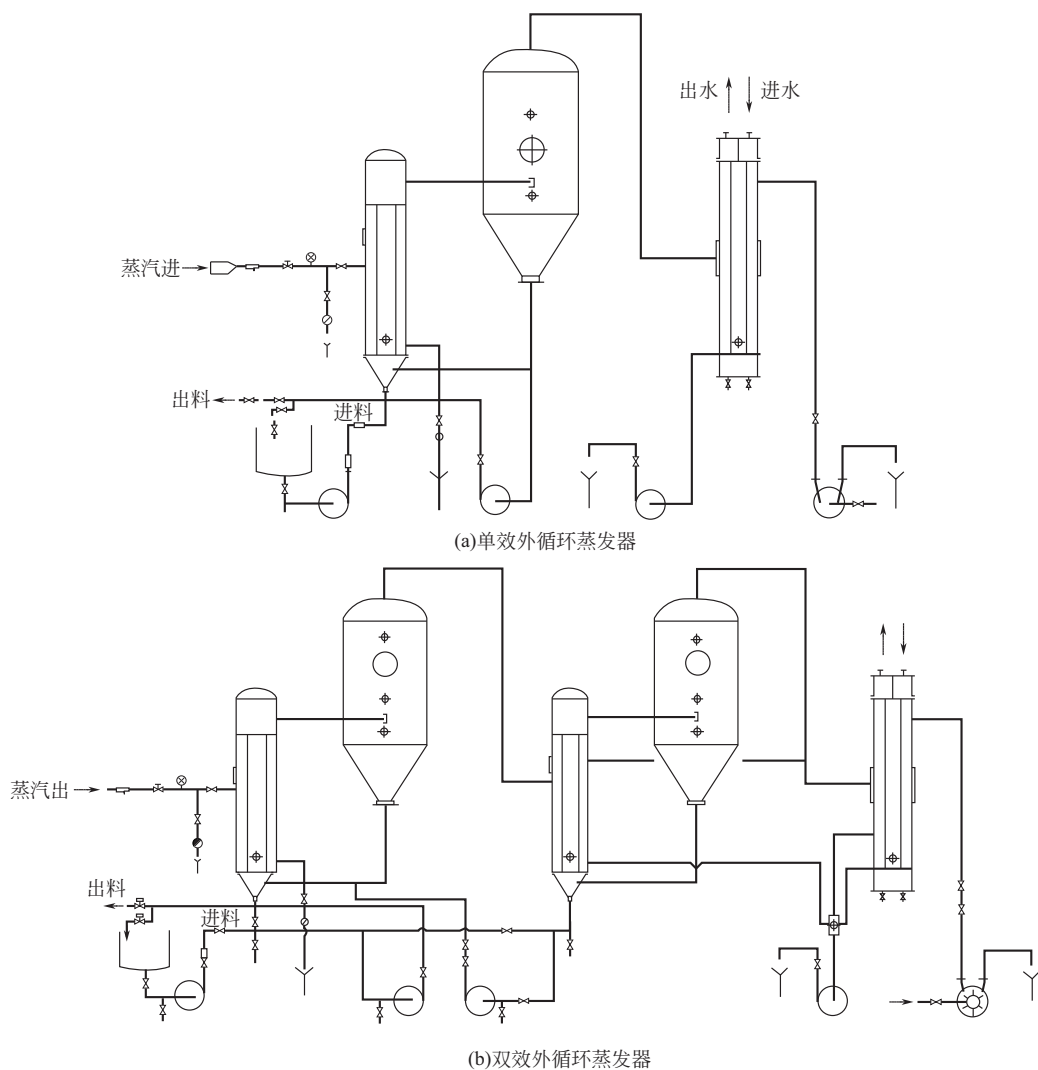 出水 进水
蒸汽进
出料
进料
(a)单效外循环蒸发器
蒸汽出
出料
进料
(b)双效外循环蒸发器